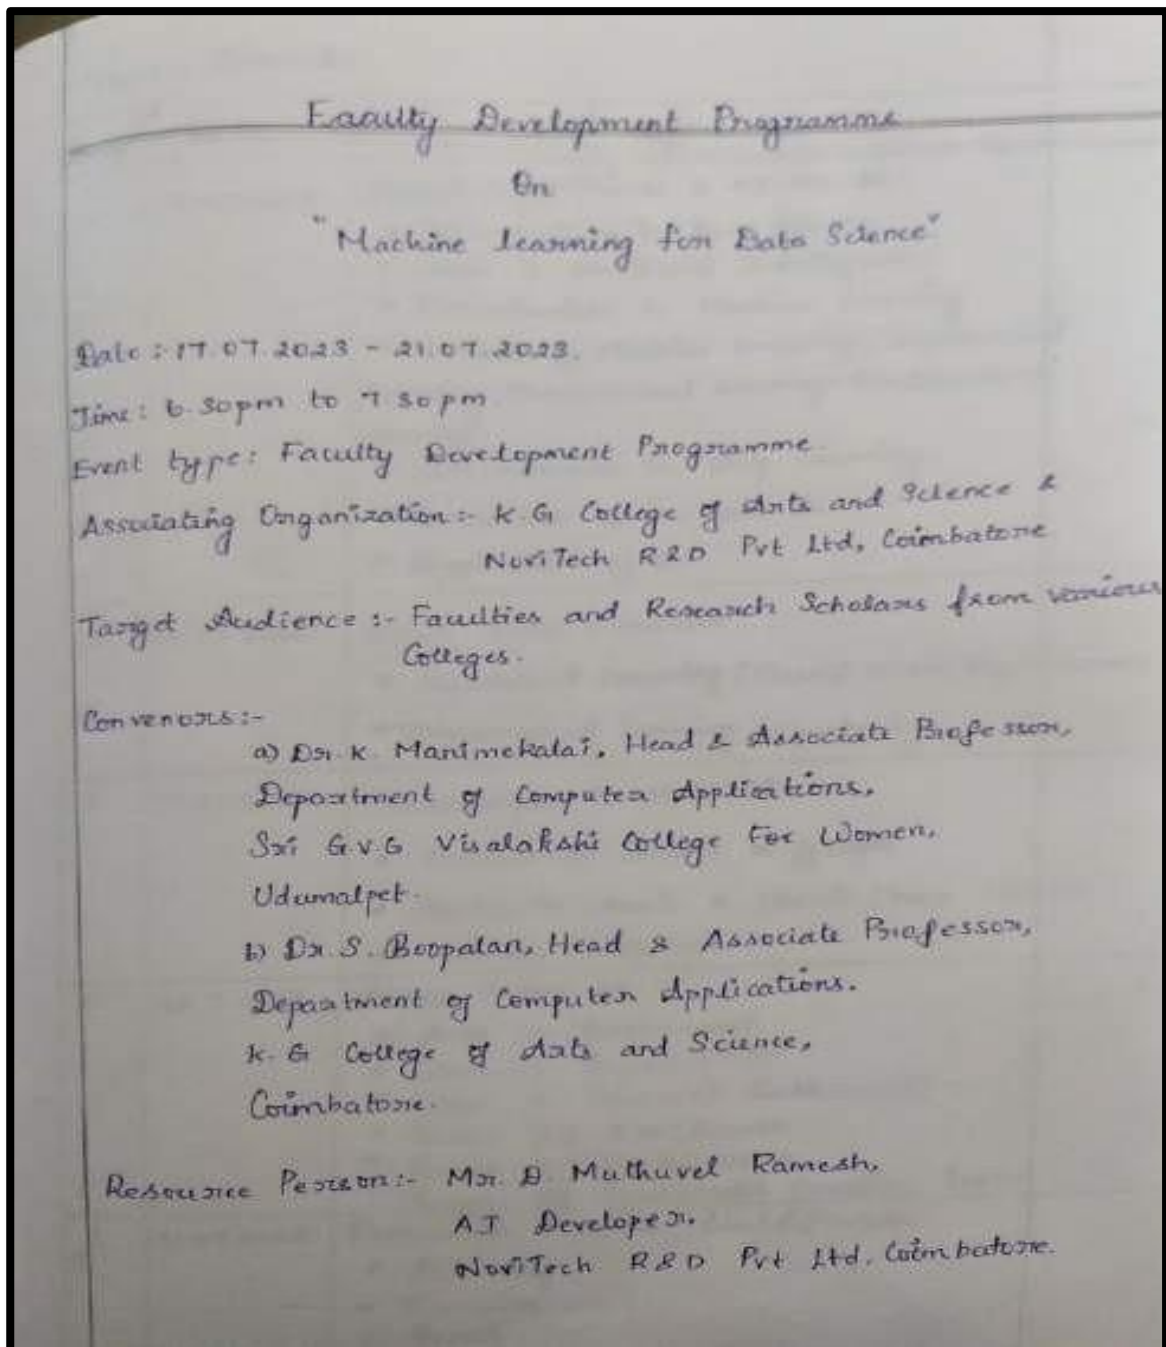 Faculty Development Programme
On
"Machine learning for Data Science"
Date : 17.07.2023 - 21.07.2023.
Time : 6.30pm to 7.30pm
Event type : Faculty Development Programme.
Associating Organization :- K.G College of Arts and Science &
NoviTech R&D Pvt Ltd, Coimbatore
Target Audience :- Faculties and Research Scholars from various
Colleges.
Convenors :-
a) Dr. K. Manimekalai, Head & Associate Professor,
Department of Computer Applications,
Sri G.V.G Visalakshi College For Women,
Udumalpet.
b) Dr. S. Boopalan, Head & Associate Professor,
Department of Computer Applications.
K.G College of Arts and Science,
Coimbatore.
Resource Person :- Mr. D. Muthuvel Ramesh,
A.I Developer.
NoviTech R&D Pvt Ltd. Coimbatore.